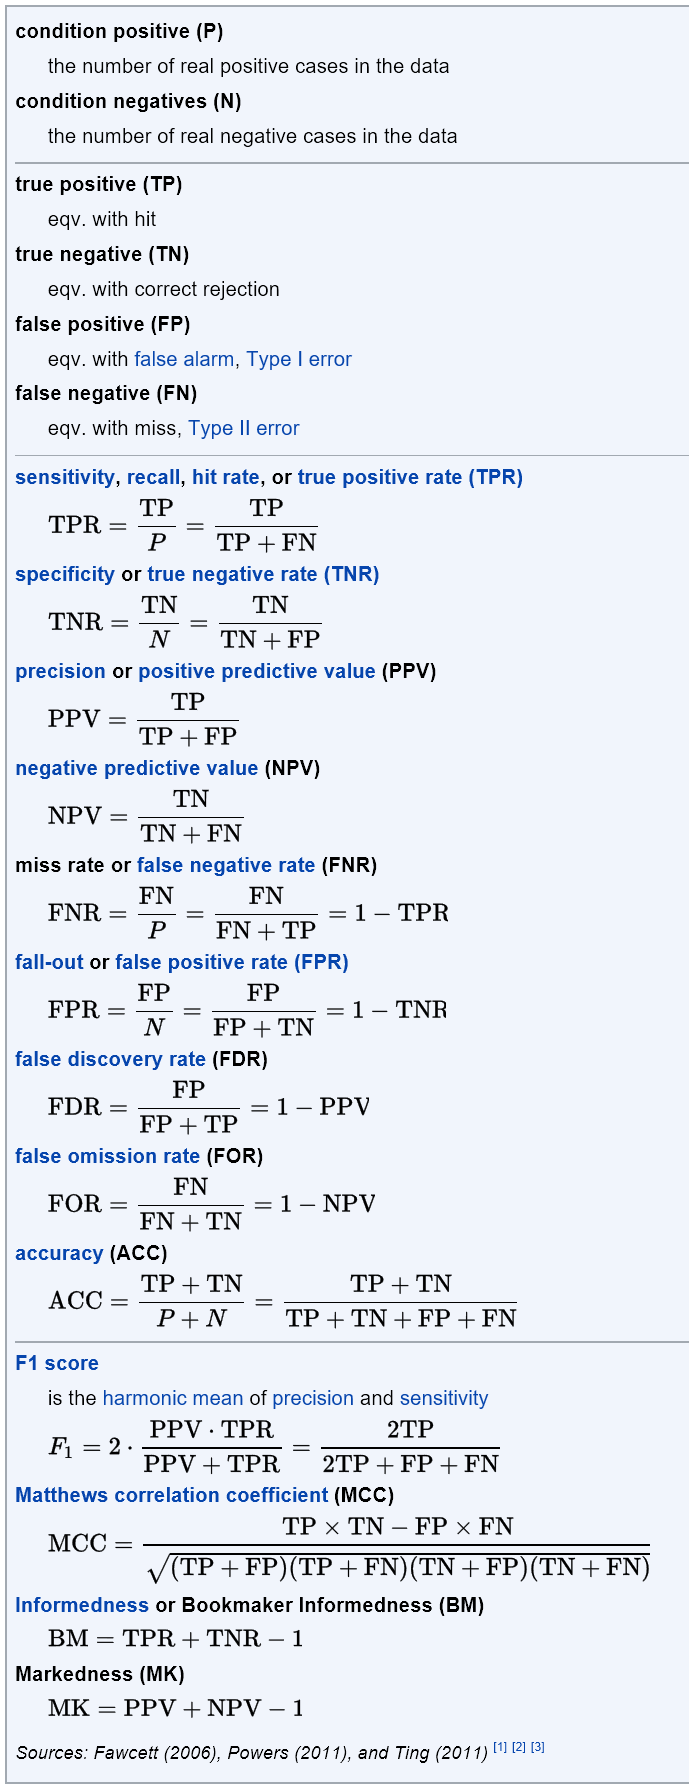 condition positive (P)
the number of real positive cases in the data
condition negatives (N)
the number of real negative cases in the data
true positive (TP)
eqv. with hit
true negative (TN)
eqv. with correct rejection
false positive (FP)
eqv. with false alarm, Type I error
false negative (FN)
eqv. with miss, Type II error
sensitivity, recall, hit rate, or true positive rate (TPR)
TPR = TP / P = TP / (TP + FN)
specificity or true negative rate (TNR)
TNR = TN / N = TN / (TN + FP)
precision or positive predictive value (PPV)
PPV = TP / (TP + FP)
negative predictive value (NPV)
NPV = TN / (TN + FN)
miss rate or false negative rate (FNR)
FNR = FN / P = FN / (FN + TP) = 1 − TPR
fall-out or false positive rate (FPR)
FPR = FP / N = FP / (FP + TN) = 1 − TNR
false discovery rate (FDR)
FDR = FP / (FP + TP) = 1 − PPV
false omission rate (FOR)
FOR = FN / (FN + TN) = 1 − NPV
accuracy (ACC)
ACC = (TP + TN) / (P + N) = (TP + TN) / (TP + TN + FP + FN)
F1 score
is the harmonic mean of precision and sensitivity
F₁ = 2 · (PPV · TPR) / (PPV + TPR) = 2TP / (2TP + FP + FN)
Matthews correlation coefficient (MCC)
MCC = (TP × TN − FP × FN) / √((TP + FP)(TP + FN)(TN + FP)(TN + FN))
Informedness or Bookmaker Informedness (BM)
BM = TPR + TNR − 1
Markedness (MK)
MK = PPV + NPV − 1
Sources: Fawcett (2006), Powers (2011), and Ting (2011) [1] [2] [3]